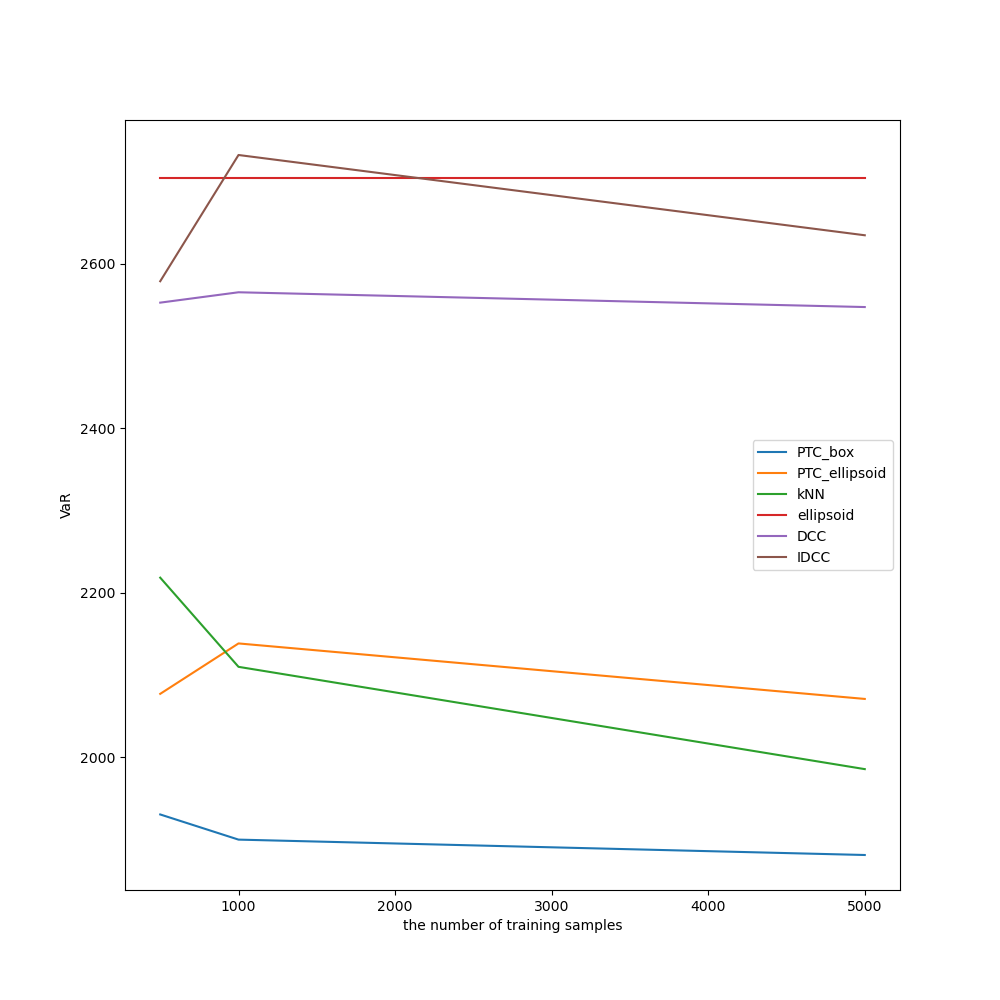 2600
2400
2200
2000
VaR
PTC_box
PTC_ellipsoid
kNN
ellipsoid
DCC
IDCC
1000 2000 3000 4000 5000
the number of training samples